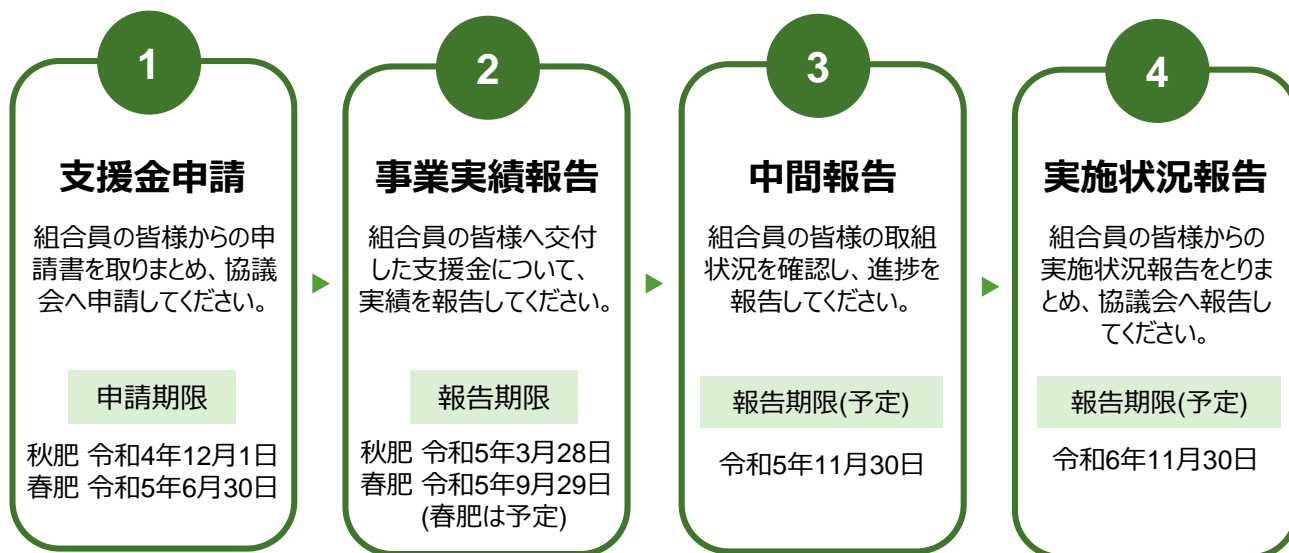 1
支援金申請
組合員の皆様からの申
請書を取りまとめ、協議
会へ申請してください。
申請期限
秋肥 令和4年12月1日
春肥 令和5年6月30日
2
事業実績報告
組合員の皆様へ交付
した支援金について、
実績を報告してください。
報告期限
秋肥 令和5年3月28日
春肥 令和5年9月29日
(春肥は予定)
3
中間報告
組合員の皆様の取組
状況を確認し、進捗を
報告してください。
報告期限(予定)
令和5年11月30日
4
実施状況報告
組合員の皆様からの
実施状況報告をとりま
とめ、協議会へ報告し
てください。
報告期限(予定)
令和6年11月30日